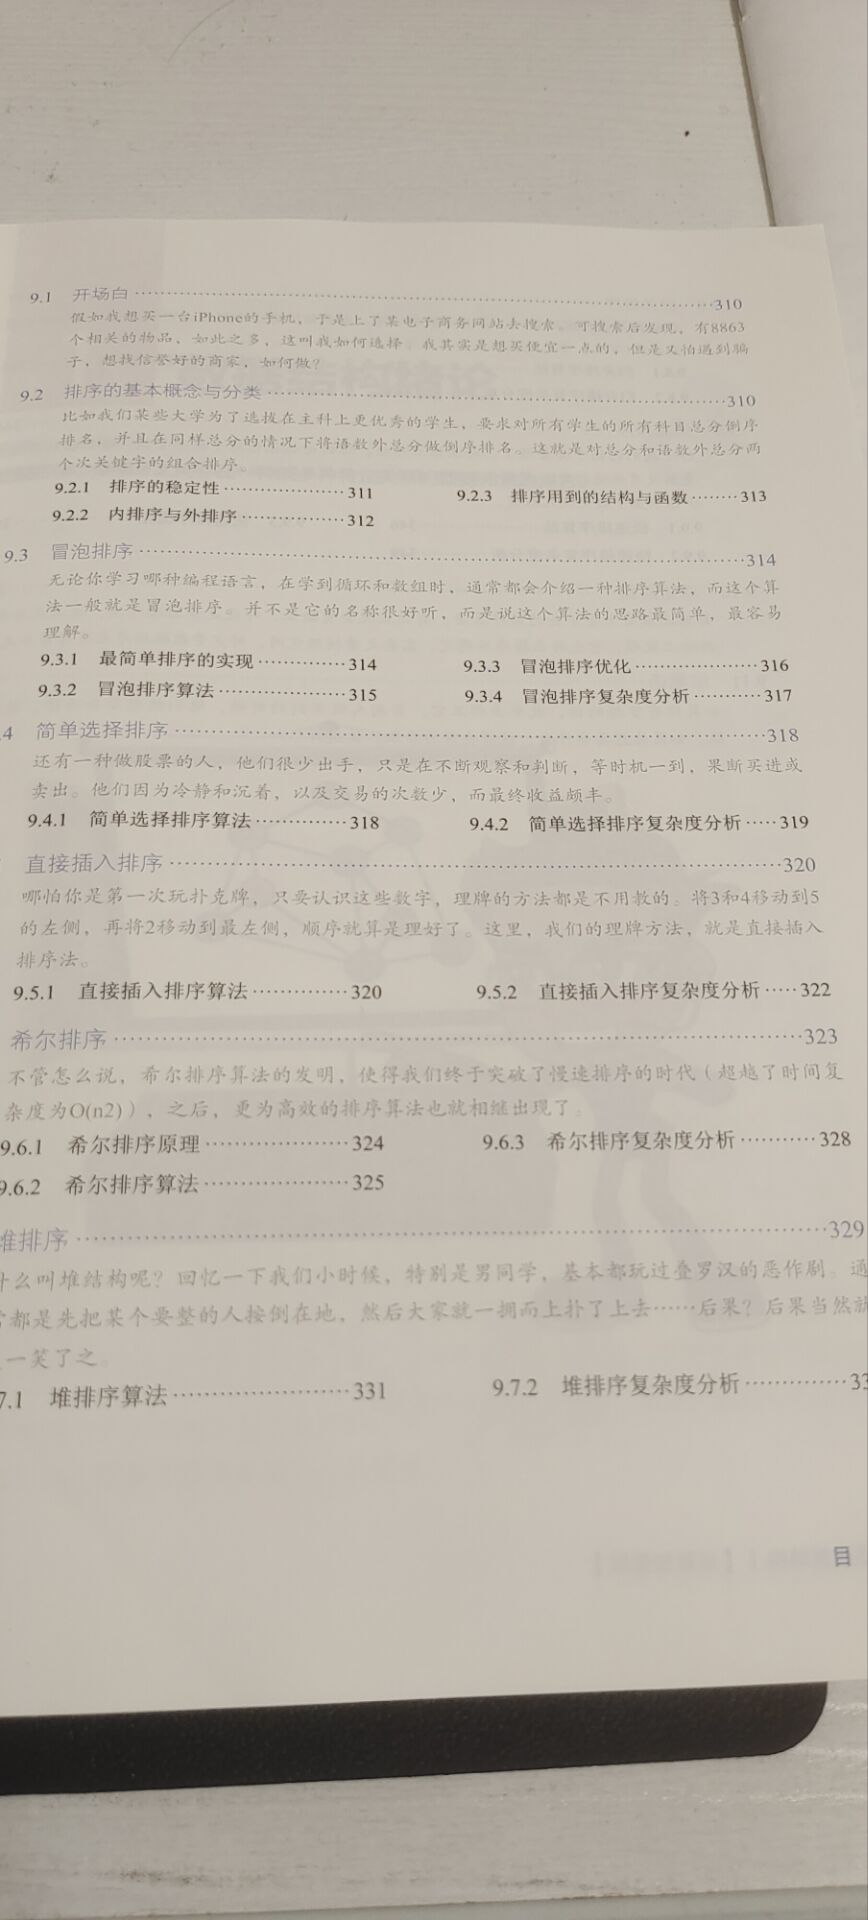 9.1 开场白 310
假如我想买一台iPhone的手机，于是上了某电子商务网站去搜索。可搜索后发现，有8863
个相关的物品，如此之多，这叫我如何选择。我其实是想买便宜一点的，但是又怕遇到骗
子，想找信誉好的商家，如何做？
9.2 排序的基本概念与分类 310
比如我们某些大学为了选拔在主科上更优秀的学生，要求对所有学生的所有科目总分倒序
排名，并且在同样总分的情况下将语数外总分做倒序排名。这就是对总分和语数外总分两
个次关键字的组合排序。
9.2.1 排序的稳定性 311 9.2.3 排序用到的结构与函数 313
9.2.2 内排序与外排序 312
9.3 冒泡排序 314
无论你学习哪种编程语言，在学到循环和数组时，通常都会介绍一种排序算法，而这个算
法一般就是冒泡排序。并不是它的名称很好听，而是说这个算法的思路最简单，最容易
理解。
9.3.1 最简单排序的实现 314 9.3.3 冒泡排序优化 316
9.3.2 冒泡排序算法 315 9.3.4 冒泡排序复杂度分析 317
.4 简单选择排序 318
还有一种做股票的人，他们很少出手，只是在不断观察和判断，等时机一到，果断买进或
卖出。他们因为冷静和沉着，以及交易的次数少，而最终收益颇丰。
9.4.1 简单选择排序算法 318 9.4.2 简单选择排序复杂度分析 319
直接插入排序 320
哪怕你是第一次玩扑克牌，只要认识这些数字，理牌的方法都是不用教的。将3和4移动到5
的左侧，再将2移动到最左侧，顺序就算是理好了。这里，我们的理牌方法，就是直接插入
排序法。
9.5.1 直接插入排序算法 320 9.5.2 直接插入排序复杂度分析 322
希尔排序 323
不管怎么说，希尔排序算法的发明，使得我们终于突破了慢速排序的时代（超越了时间复
杂度为O(n2)），之后，更为高效的排序算法也就相继出现了。
9.6.1 希尔排序原理 324 9.6.3 希尔排序复杂度分析 328
9.6.2 希尔排序算法 325
堆排序 329
什么叫堆结构呢？回忆一下我们小时候，特别是男同学，基本都玩过叠罗汉的恶作剧。通
常都是先把某个要整的人按倒在地，然后大家就一拥而上扑了上去……后果？后果当然就
一笑了之。
7.1 堆排序算法 331 9.7.2 堆排序复杂度分析
目